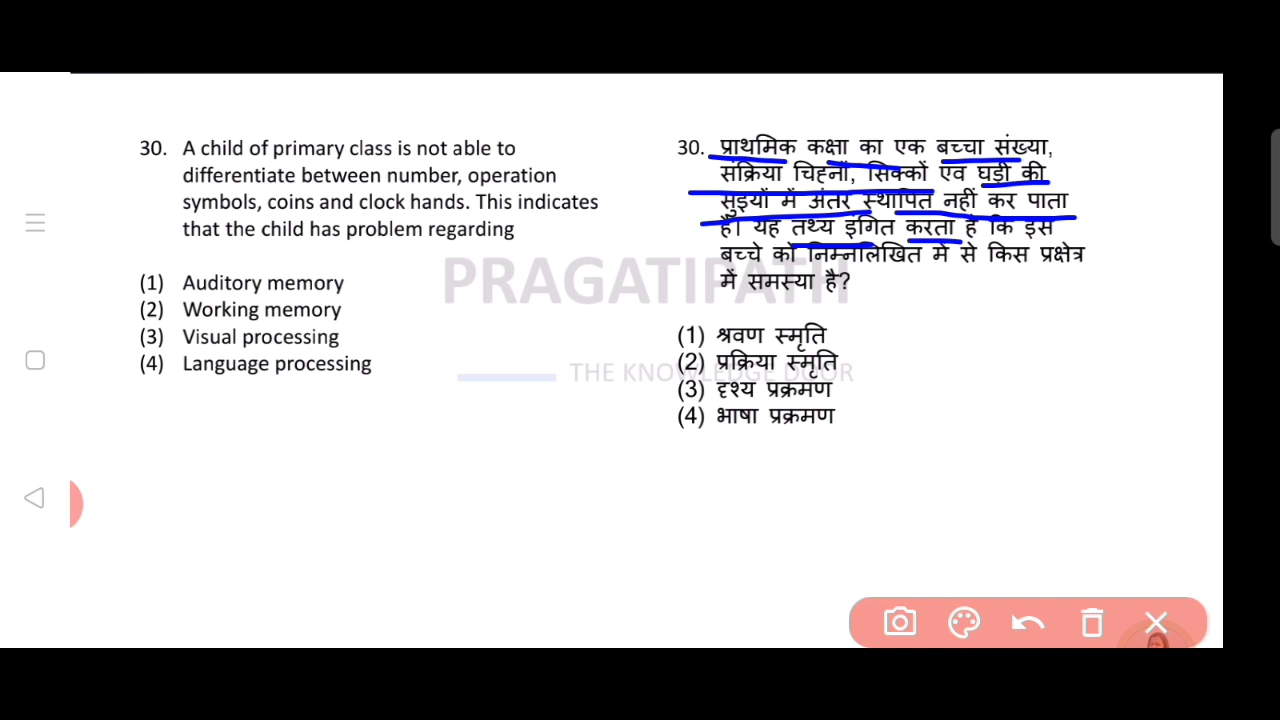 30. A child of primary class is not able to
differentiate between number, operation
symbols, coins and clock hands. This indicates
that the child has problem regarding
(1) Auditory memory
(2) Working memory
(3) Visual processing
(4) Language processing
30. प्राथमिक कक्षा का एक बच्चा संख्या,
संक्रिया चिह्नों, सिक्कों एवं घड़ी की
सुइयों में अंतर स्थापित नहीं कर पाता
है। यह तथ्य इंगित करता है कि इस
बच्चे को निम्नलिखित में से किस प्रक्षेत्र
में समस्या है?
(1) श्रवण स्मृति
(2) प्रक्रिया स्मृति
(3) दृश्य प्रक्रमण
(4) भाषा प्रक्रमण
PRAGATIPATH
THE KNOWLEDGE DOOR